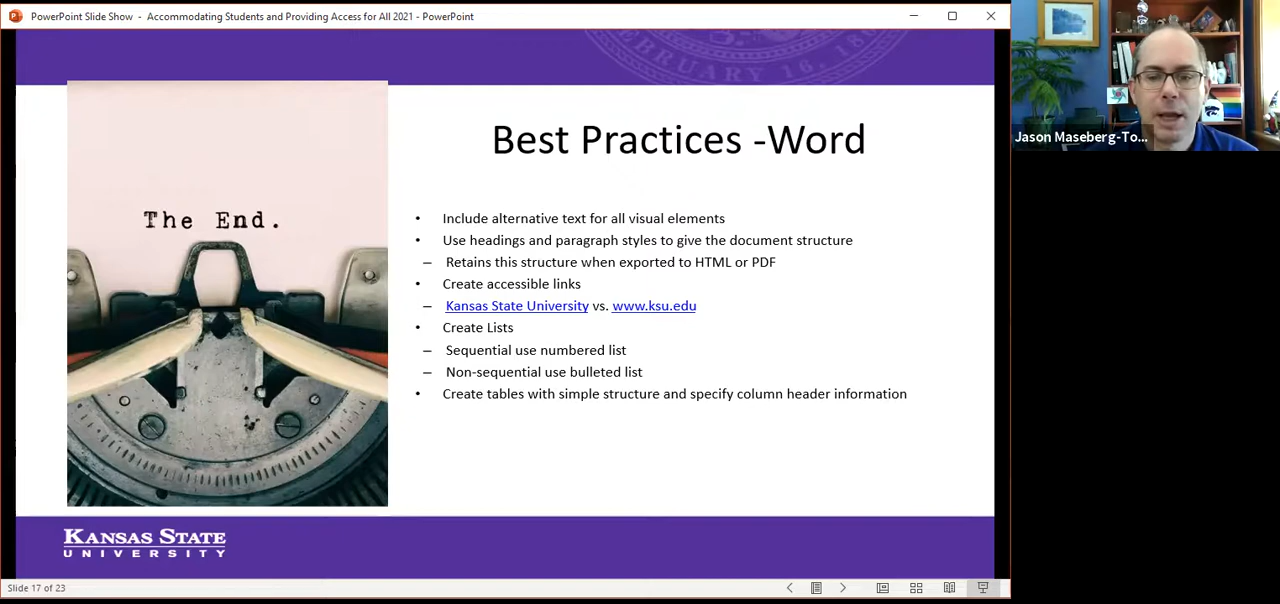 PowerPoint Slide Show - Accommodating Students and Providing Access for All 2021 - PowerPoint
FEBRUARY 16, 186
Jason Maseberg-To...
Best Practices -Word
The End.
• Include alternative text for all visual elements
• Use headings and paragraph styles to give the document structure
– Retains this structure when exported to HTML or PDF
• Create accessible links
– Kansas State University vs. www.ksu.edu
• Create Lists
– Sequential use numbered list
– Non-sequential use bulleted list
• Create tables with simple structure and specify column header information
KANSAS STATE
UNIVERSITY
Slide 17 of 23